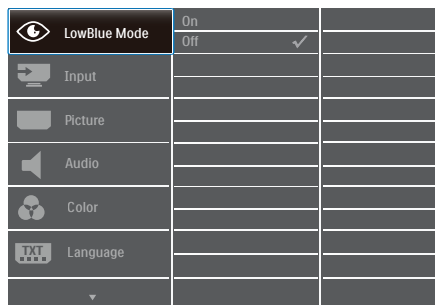 LowBlue Mode
On
Off
Input
Picture
Audio
Color
TXT
Language